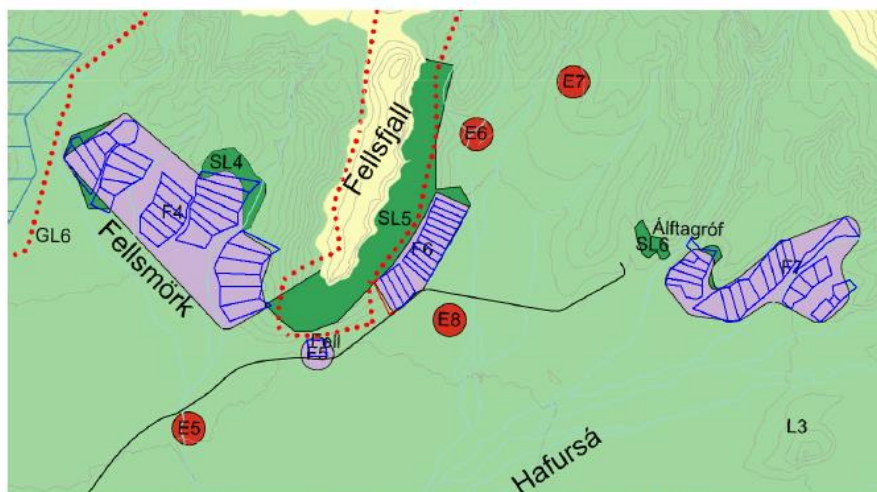 E7
E6
Fellsfjall
SL4
F4
SL5
GL6
Fellsmörk
F6
Álftagróf
SL6
F7
E8
Fell
F5
E5
L3
Hafursá